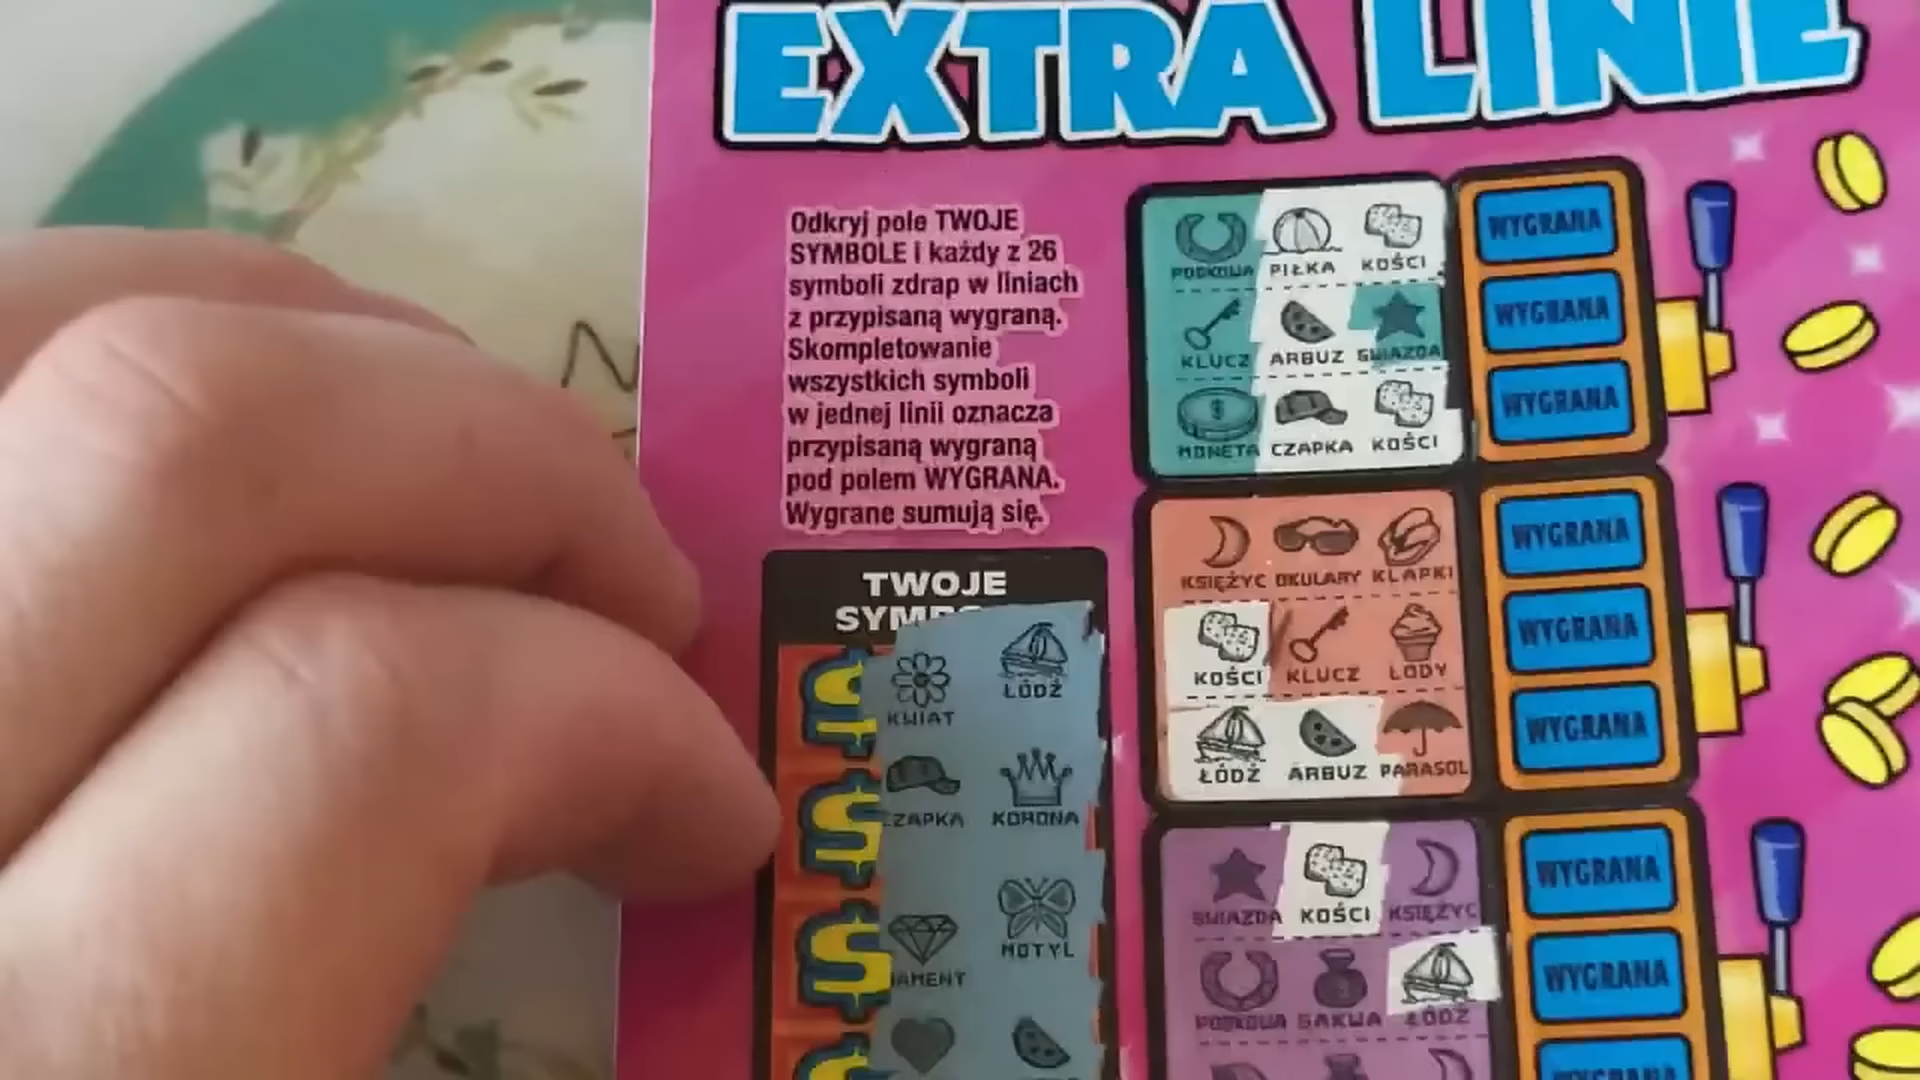 EXTRA LINIE
Odkryj pole TWOJE
SYMBOLE i każdy z 26
symboli zdrap w liniach
z przypisaną wygraną.
Skompletowanie
wszystkich symboli
w jednej linii oznacza
przypisaną wygraną
pod polem WYGRANA.
Wygrane sumują się.
TWOJE
KWIAT ŁÓDŹ
CZAPKA KORONA
MOTYL
PODKOWA PIŁKA KOŚCI WYGRANA
KLUCZ ARBUZ GWIAZDA WYGRANA
MONETA CZAPKA KOŚCI WYGRANA
KSIĘŻYC OKULARY KLAPKI WYGRANA
KOŚCI KLUCZ LODY WYGRANA
ŁÓDŹ ARBUZ PARASOL WYGRANA
GWIAZDA KOŚCI KSIĘŻYC WYGRANA
PODKOWA SAKWA ŁÓDŹ WYGRANA
WYGRANA